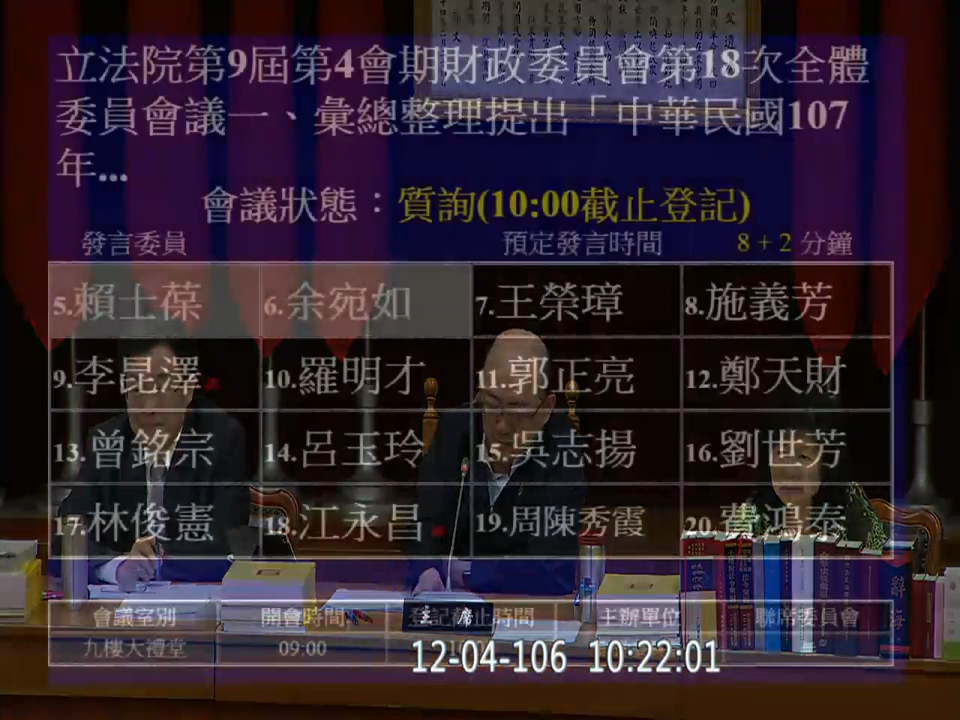 立法院第9屆第4會期財政委員會第18次全體
委員會議一、彙總整理提出「中華民國107
年...
會議狀態：質詢(10:00截止登記)
發言委員 預定發言時間 8 + 2 分鐘
5.賴士葆 6.余宛如 7.王榮璋 8.施義芳
9.李昆澤 10.羅明才 11.郭正亮 12.鄭天財
13.曾銘宗 14.呂玉玲 15.吳志揚 16.劉世芳
17.林俊憲 18.江永昌 19.周陳秀霞 20.費鴻泰
會議室別 開會時間 登記截止時間 主辦單位 聯席委員會
主席
九樓大禮堂 09:00
12-04-106 10:22:01
辭海